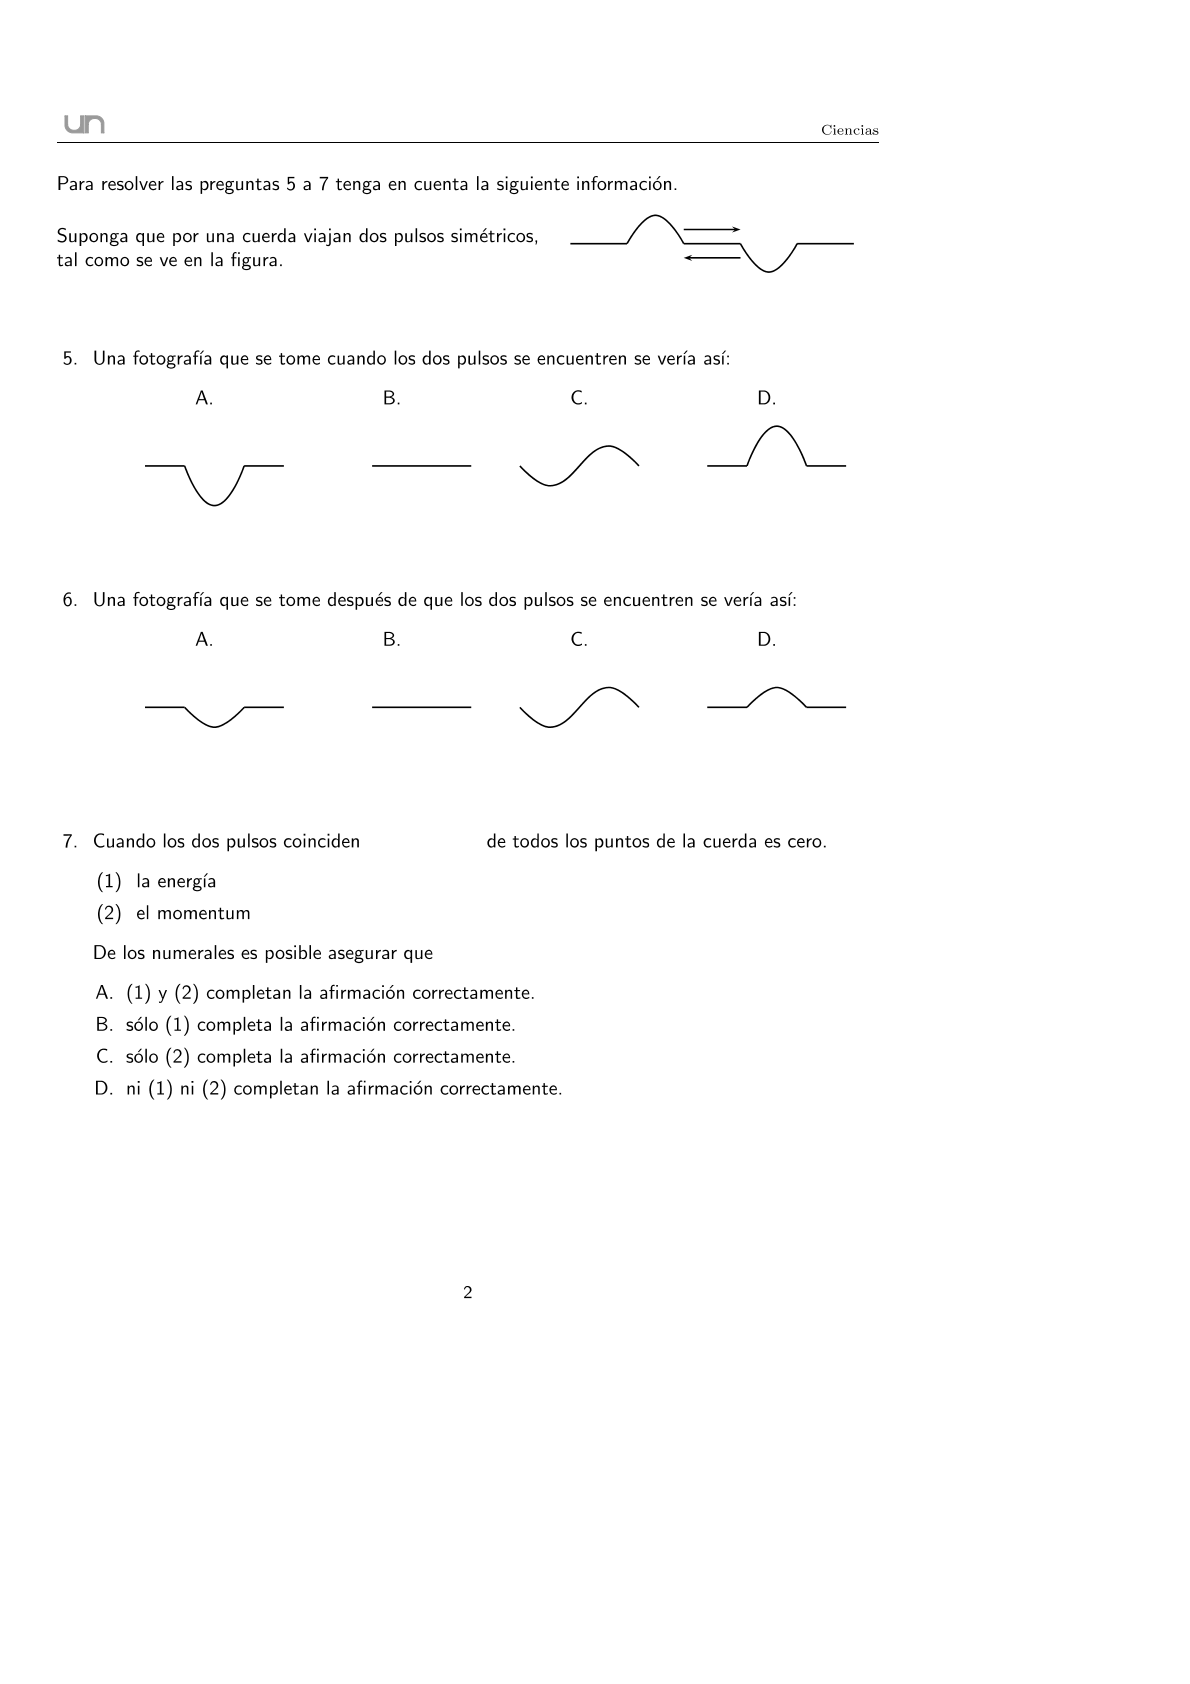 un
Ciencias
Para resolver las preguntas 5 a 7 tenga en cuenta la siguiente información.
Suponga que por una cuerda viajan dos pulsos simétricos,
tal como se ve en la figura.
5. Una fotografía que se tome cuando los dos pulsos se encuentren se vería así:
A. B. C. D.
6. Una fotografía que se tome después de que los dos pulsos se encuentren se vería así:
A. B. C. D.
7. Cuando los dos pulsos coinciden de todos los puntos de la cuerda es cero.
(1) la energía
(2) el momentum
De los numerales es posible asegurar que
A. (1) y (2) completan la afirmación correctamente.
B. sólo (1) completa la afirmación correctamente.
C. sólo (2) completa la afirmación correctamente.
D. ni (1) ni (2) completan la afirmación correctamente.
2